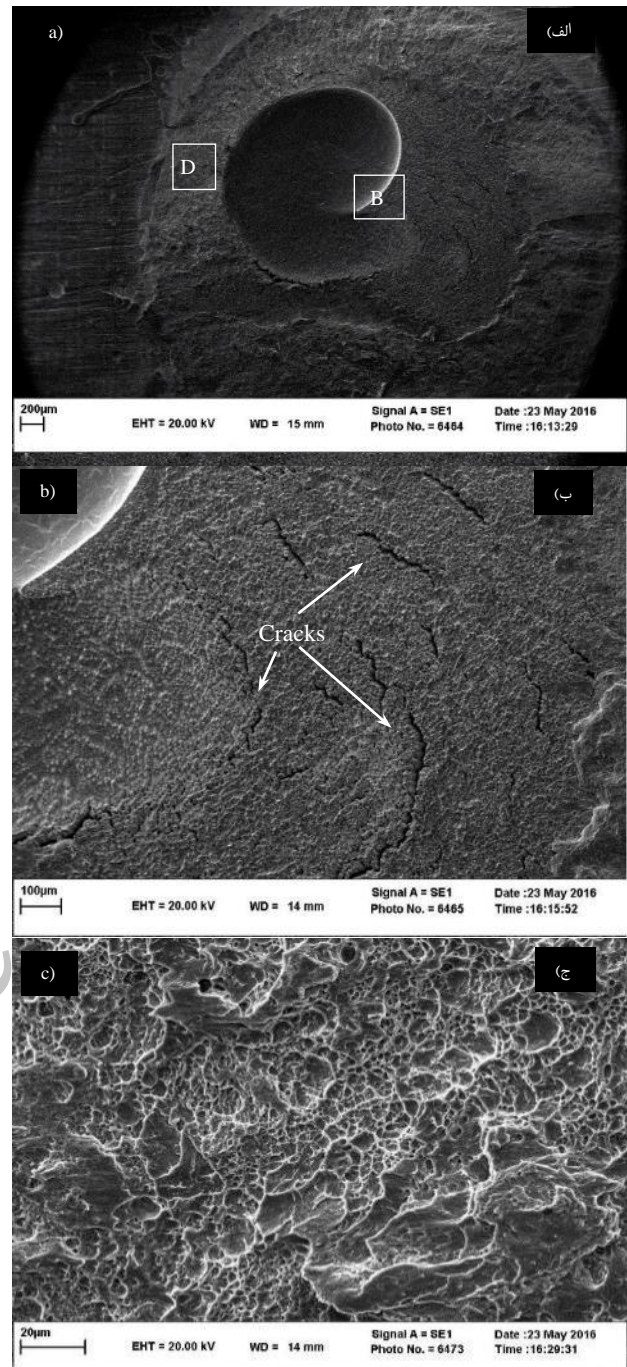 a)
الف)
D
B
200µm
EHT = 20.00 kV
WD = 15 mm
Signal A = SE1
Photo No. = 6464
Date :23 May 2016
Time :16:13:29
b)
ب)
Cracks
100µm
EHT = 20.00 kV
WD = 14 mm
Signal A = SE1
Photo No. = 6465
Date :23 May 2016
Time :16:15:52
c)
ج)
20µm
EHT = 20.00 kV
WD = 14 mm
Signal A = SE1
Photo No. = 6473
Date :23 May 2016
Time :16:29:31